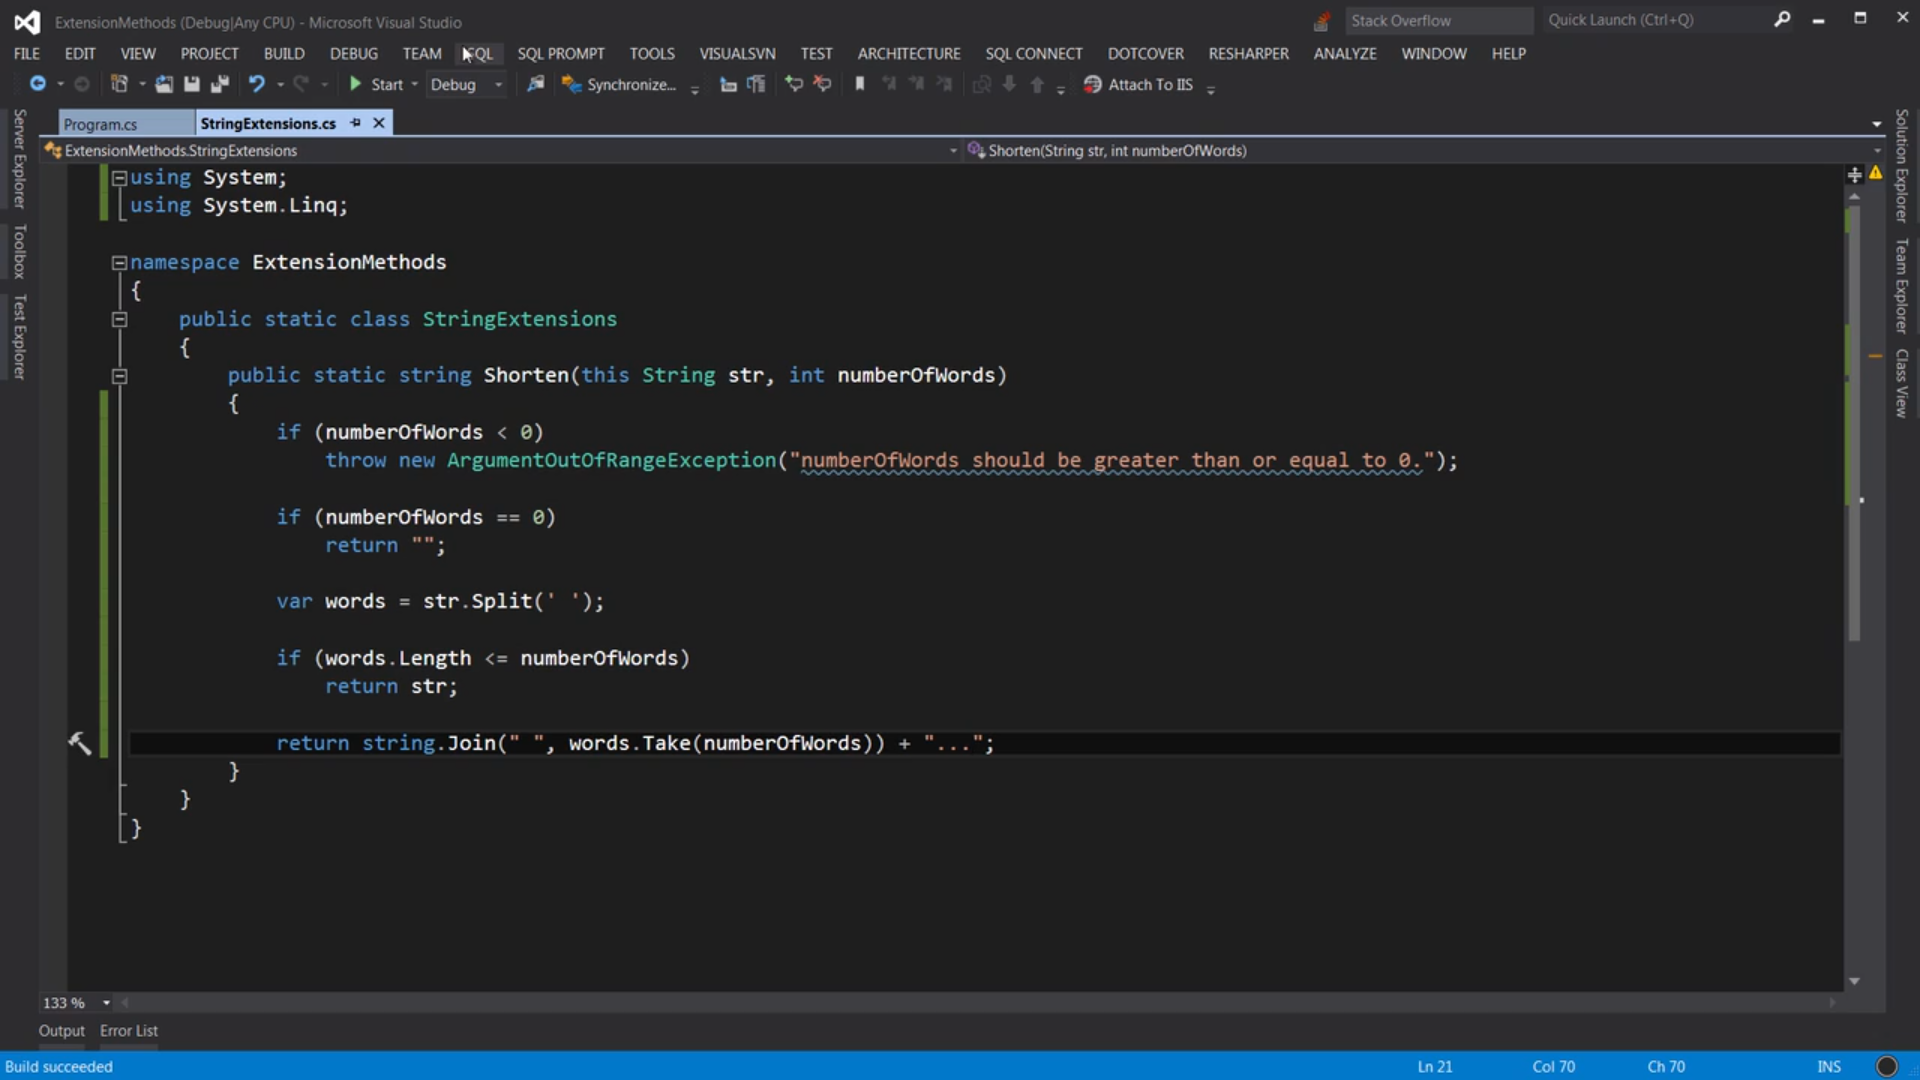 ExtensionMethods (Debug|Any CPU) - Microsoft Visual Studio
Stack Overflow
Quick Launch (Ctrl+Q)
FILE EDIT VIEW PROJECT BUILD DEBUG TEAM SQL SQL PROMPT TOOLS VISUALSVN TEST ARCHITECTURE SQL CONNECT DOTCOVER RESHARPER ANALYZE WINDOW HELP
Start Debug Synchronize... Attach To IIS
Server Explorer
Toolbox
Test Explorer
Program.cs StringExtensions.cs
ExtensionMethods.StringExtensions Shorten(String str, int numberOfWords)
using System;
using System.Linq;
namespace ExtensionMethods
{
public static class StringExtensions
{
public static string Shorten(this String str, int numberOfWords)
{
if (numberOfWords < 0)
throw new ArgumentOutOfRangeException("numberOfWords should be greater than or equal to 0.");
if (numberOfWords == 0)
return "";
var words = str.Split(' ');
if (words.Length <= numberOfWords)
return str;
return string.Join(" ", words.Take(numberOfWords)) + "...";
}
}
}
Solution Explorer
Team Explorer
Class View
133 %
Output Error List
Build succeeded Ln 21 Col 70 Ch 70 INS